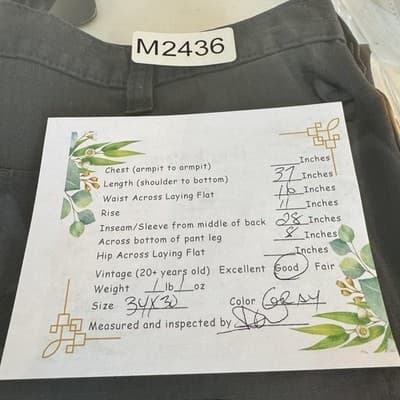 M2436
Chest (armpit to armpit) ______Inches
Length (shoulder to bottom) 37 Inches
Waist Across Laying Flat 16 Inches
Rise 11 Inches
Inseam/Sleeve from middle of back 28 Inches
Across bottom of pant leg 8 Inches
Hip Across Laying Flat ______Inches
Vintage (20+ years old) Excellent Good Fair
Weight 1 lb 1 oz
Size 34X30 Color GRAY
Measured and inspected by